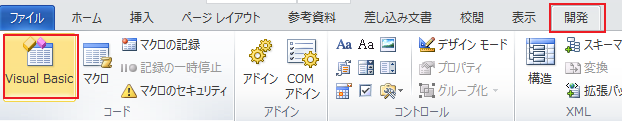 ファイル ホーム 挿入 ページ レイアウト 参考資料 差し込み文書 校閲 表示 開発
Visual Basic
マクロ
マクロの記録
記録の一時停止
マクロのセキュリティ
コード
アドイン
COM
アドイン
アドイン
Aa Aa
デザイン モード
プロパティ
グループ化
コントロール
構造
スキーマ
変換
拡張パ
XML